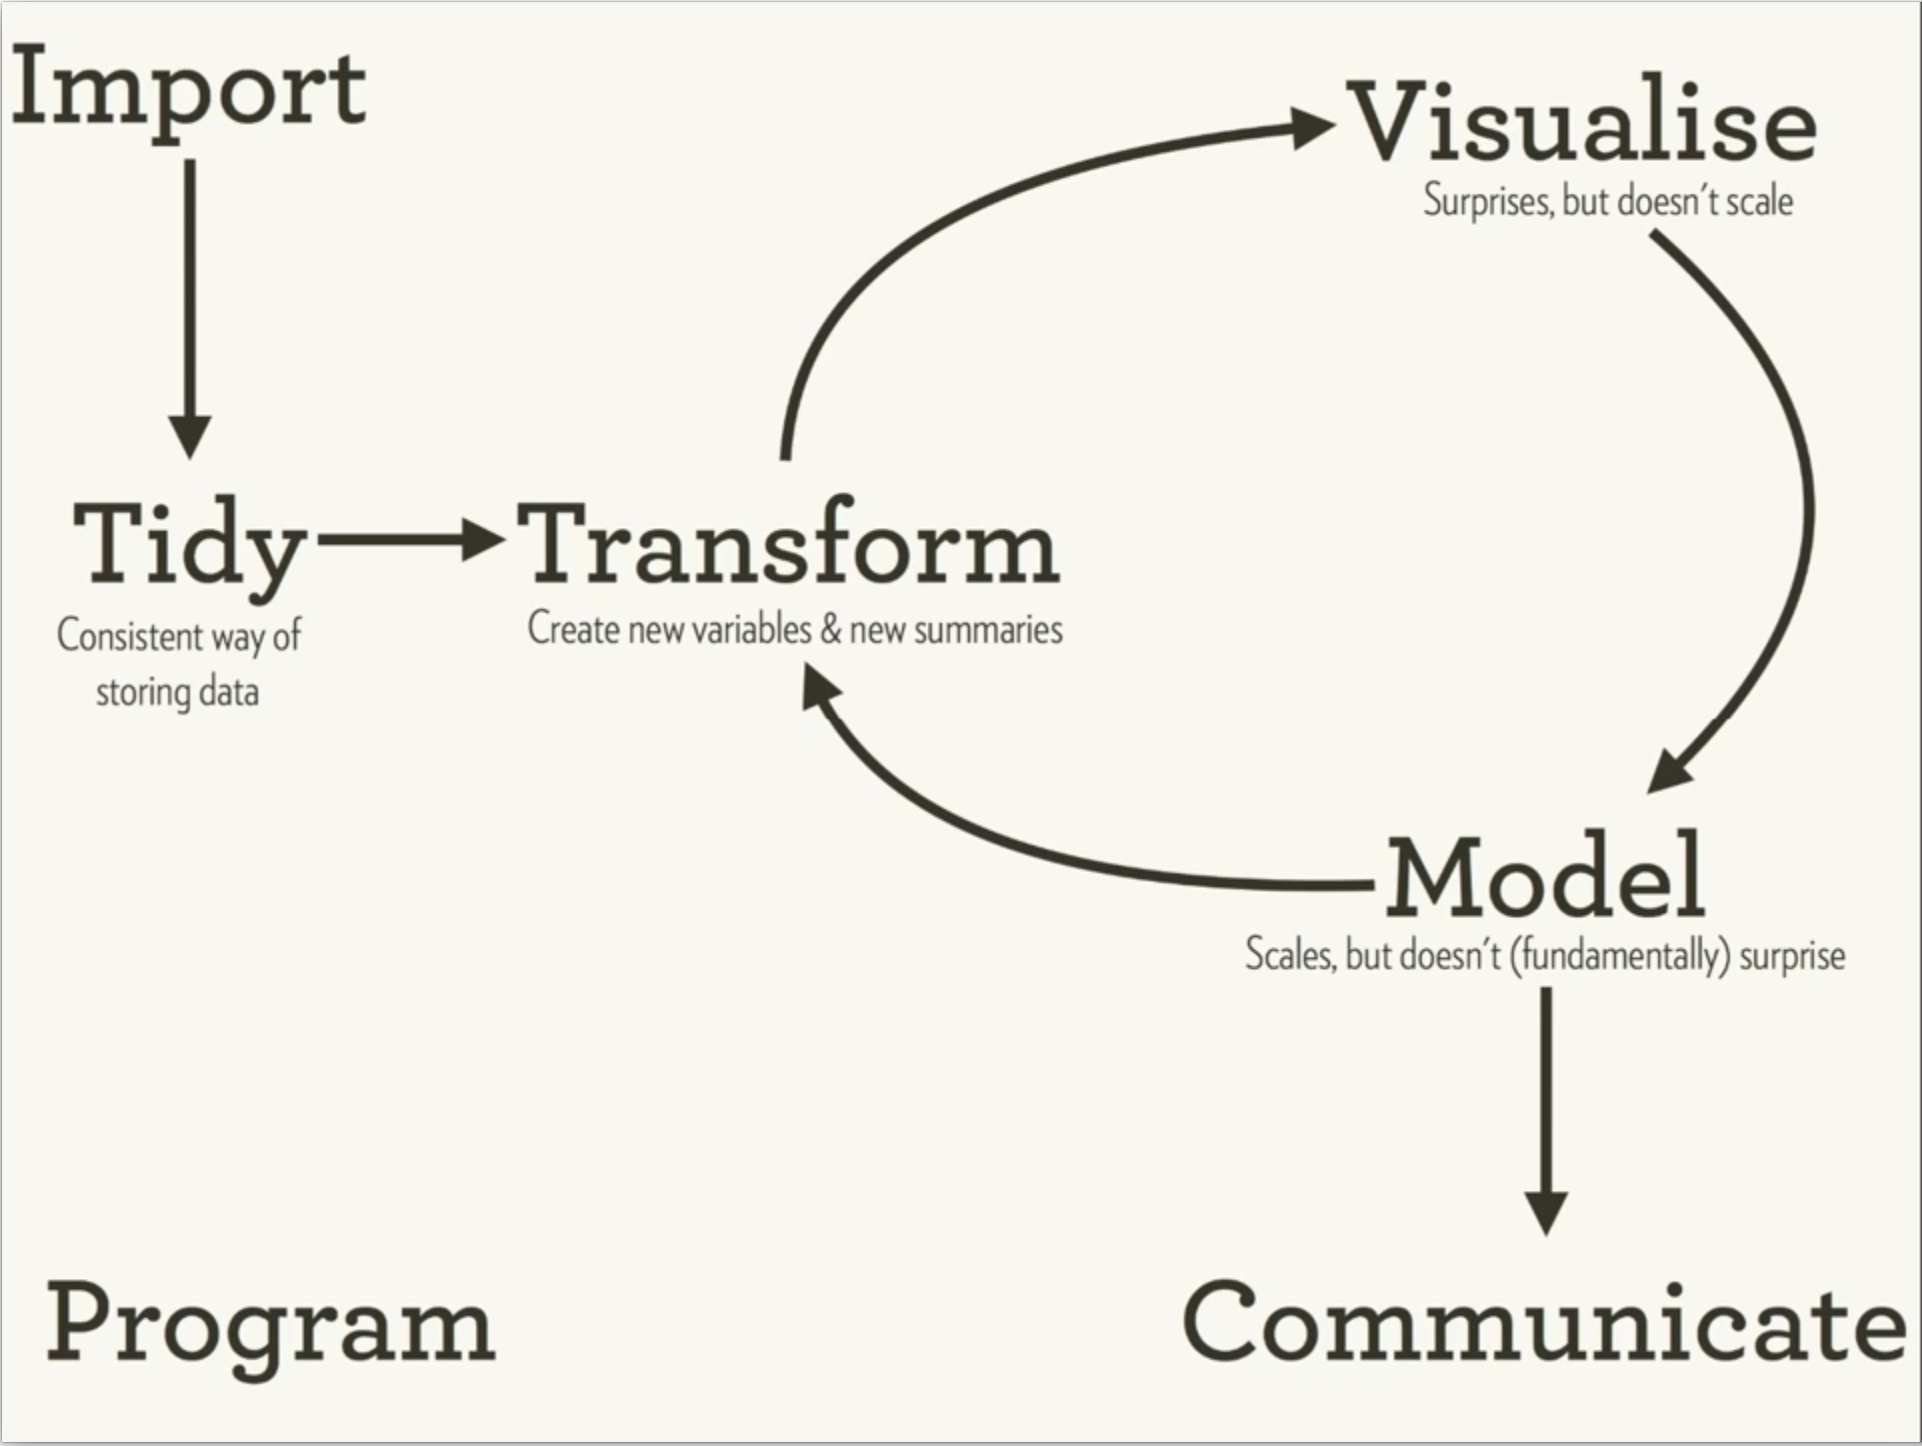 Import
Visualise
Surprises, but doesn't scale
Tidy
Consistent way of
storing data
Transform
Create new variables & new summaries
Model
Scales, but doesn't (fundamentally) surprise
Program
Communicate